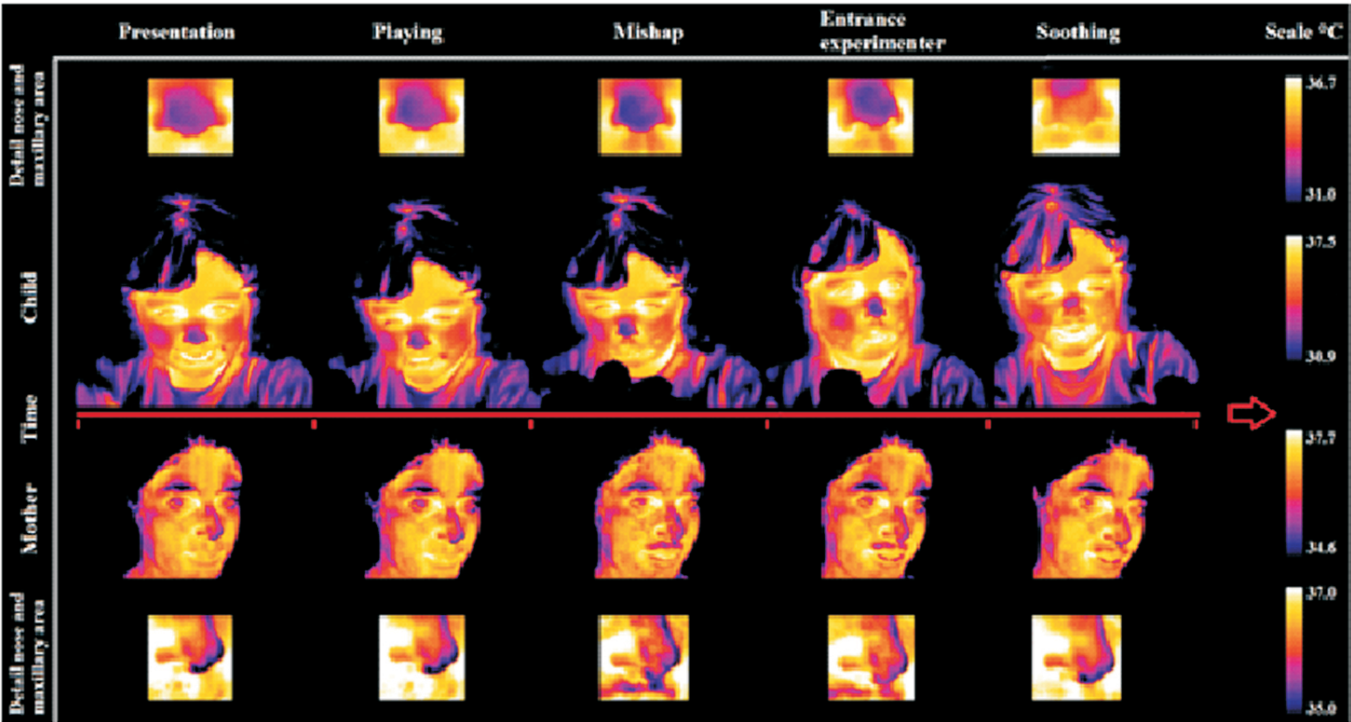 Presentation
Playing
Mishap
Entrance
experimenter
Soothing
Scale °C
Detail nose and
maxillary area
36.7
31.0
Child
37.5
30.9
Time
Mother
37.7
34.6
Detail nose and
maxillary area
37.0
35.0